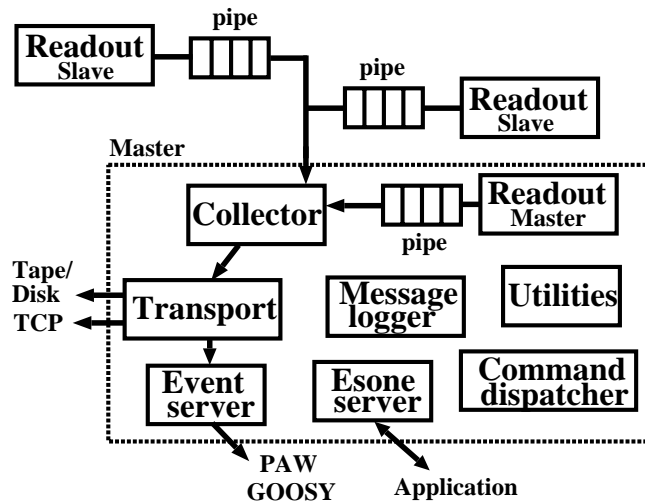 pipe
Readout
Slave
pipe
Readout
Slave
Master
Readout
Master
Collector
pipe
Tape/
Disk
TCP
Transport
Message
logger
Utilities
Event
server
Esone
server
Command
dispatcher
PAW
GOOSY
Application